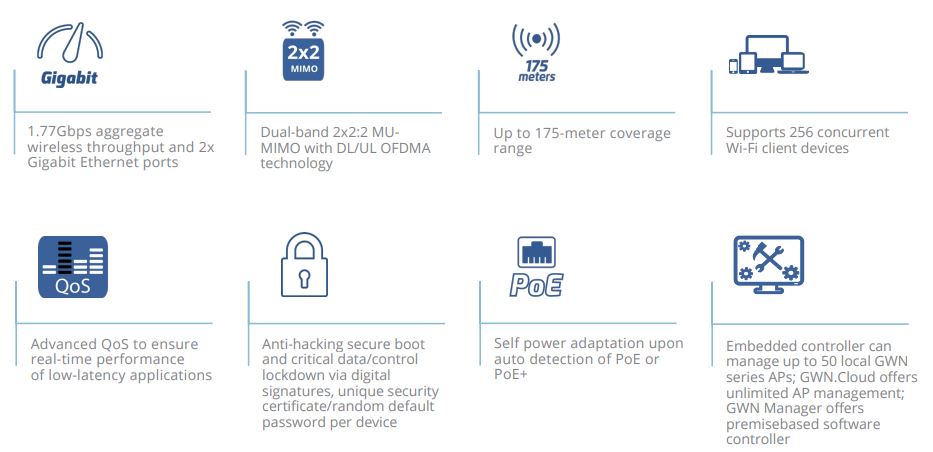 Gigabit
1.77Gbps aggregate
wireless throughput and 2x
Gigabit Ethernet ports
2x2
MIMO
Dual-band 2x2:2 MU-
MIMO with DL/UL OFDMA
technology
175
meters
Up to 175-meter coverage
range
Supports 256 concurrent
Wi-Fi client devices
QoS
Advanced QoS to ensure
real-time performance
of low-latency applications
Anti-hacking secure boot
and critical data/control
lockdown via digital
signatures, unique security
certificate/random default
password per device
PoE
Self power adaptation upon
auto detection of PoE or
PoE+
Embedded controller can
manage up to 50 local GWN
series APs; GWN.Cloud offers
unlimited AP management;
GWN Manager offers
premisebased software
controller